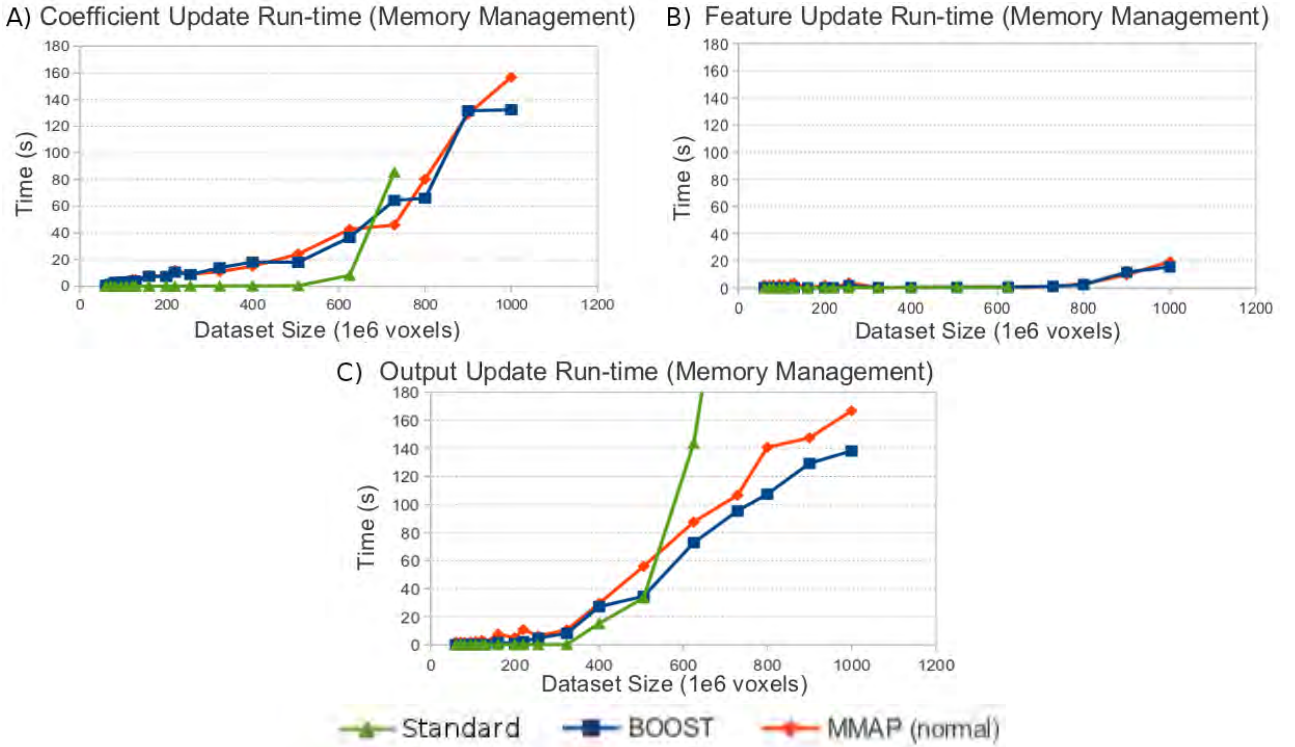 A) Coefficient Update Run-time (Memory Management)
180
160
140
120
100
80
60
40
20
0
Time (s)
0 200 400 600 800 1000 1200
Dataset Size (1e6 voxels)
B) Feature Update Run-time (Memory Management)
180
160
140
120
100
80
60
40
20
0
Time (s)
0 200 400 600 800 1000 1200
Dataset Size (1e6 voxels)
C) Output Update Run-time (Memory Management)
180
160
140
120
100
80
60
40
20
0
Time (s)
0 200 400 600 800 1000 1200
Dataset Size (1e6 voxels)
Standard BOOST MMAP (normal)